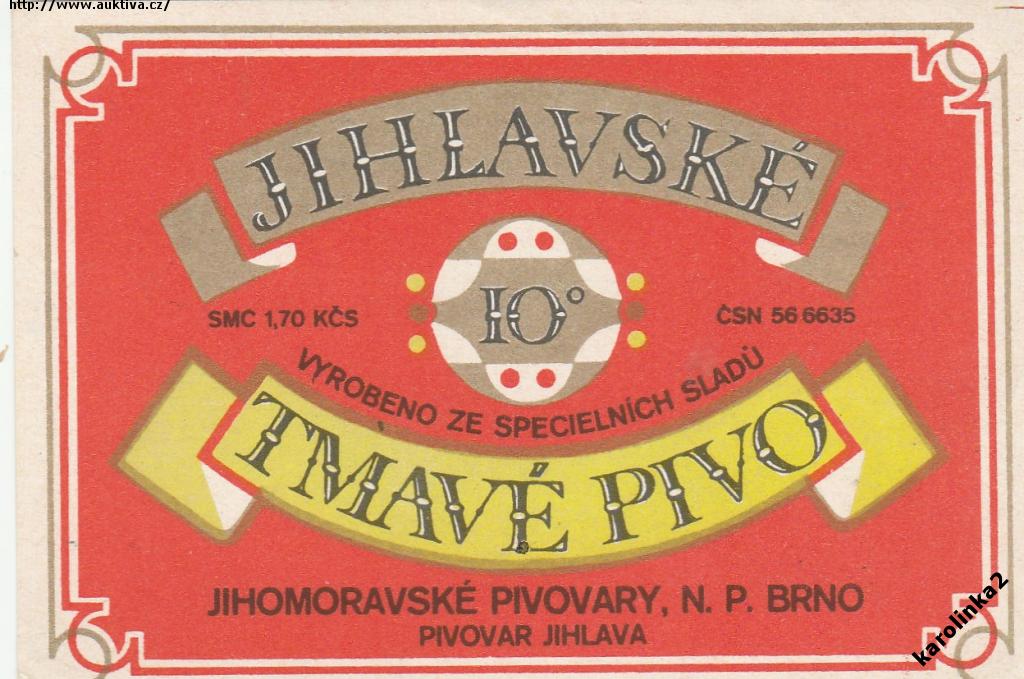 http://www.auktiva.cz/
JIHLAVSKÉ
10°
SMC 1,70 KČS
ČSN 56 6635
VYROBENO ZE SPECIELNÍCH SLADŮ
TMAVÉ PIVO
JIHOMORAVSKÉ PIVOVARY, N. P. BRNO
PIVOVAR JIHLAVA
karolinka2